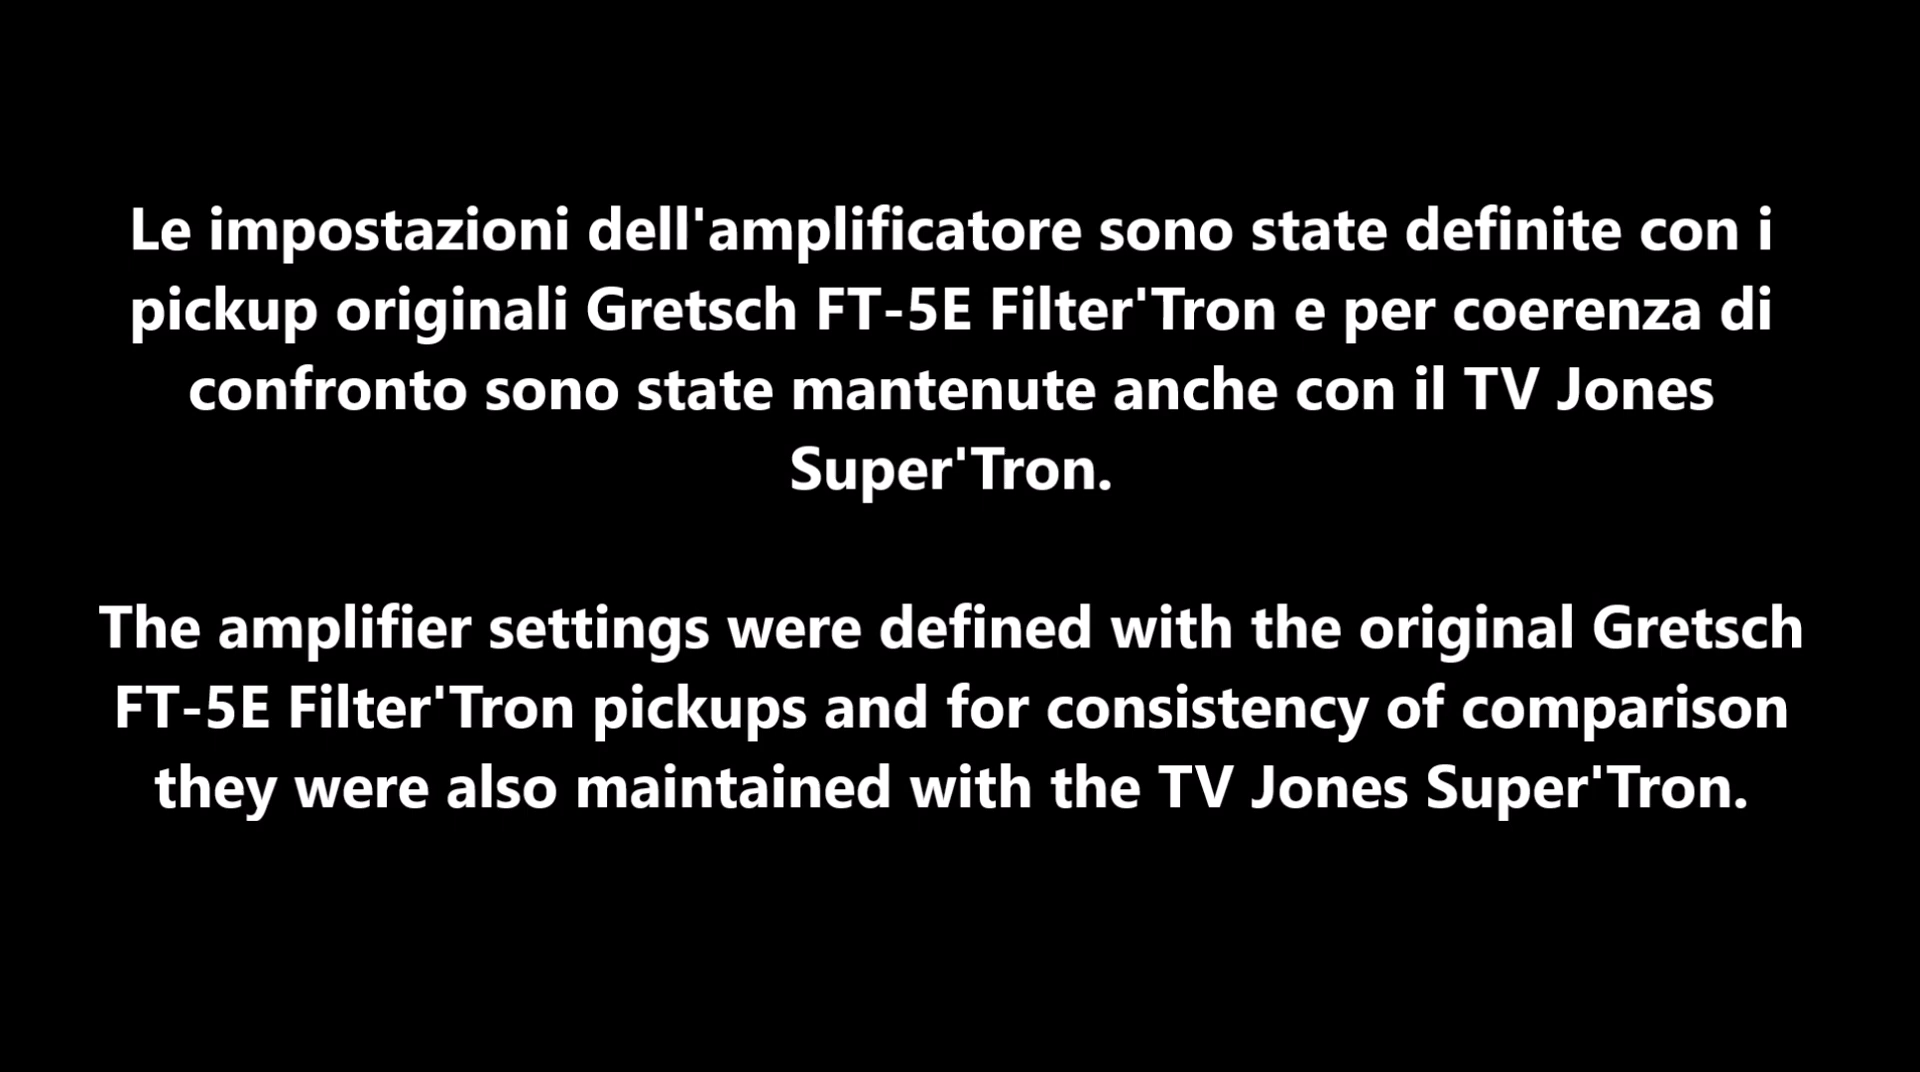 Le impostazioni dell'amplificatore sono state definite con i
pickup originali Gretsch FT-5E Filter'Tron e per coerenza di
confronto sono state mantenute anche con il TV Jones
Super'Tron.
The amplifier settings were defined with the original Gretsch
FT-5E Filter'Tron pickups and for consistency of comparison
they were also maintained with the TV Jones Super'Tron.